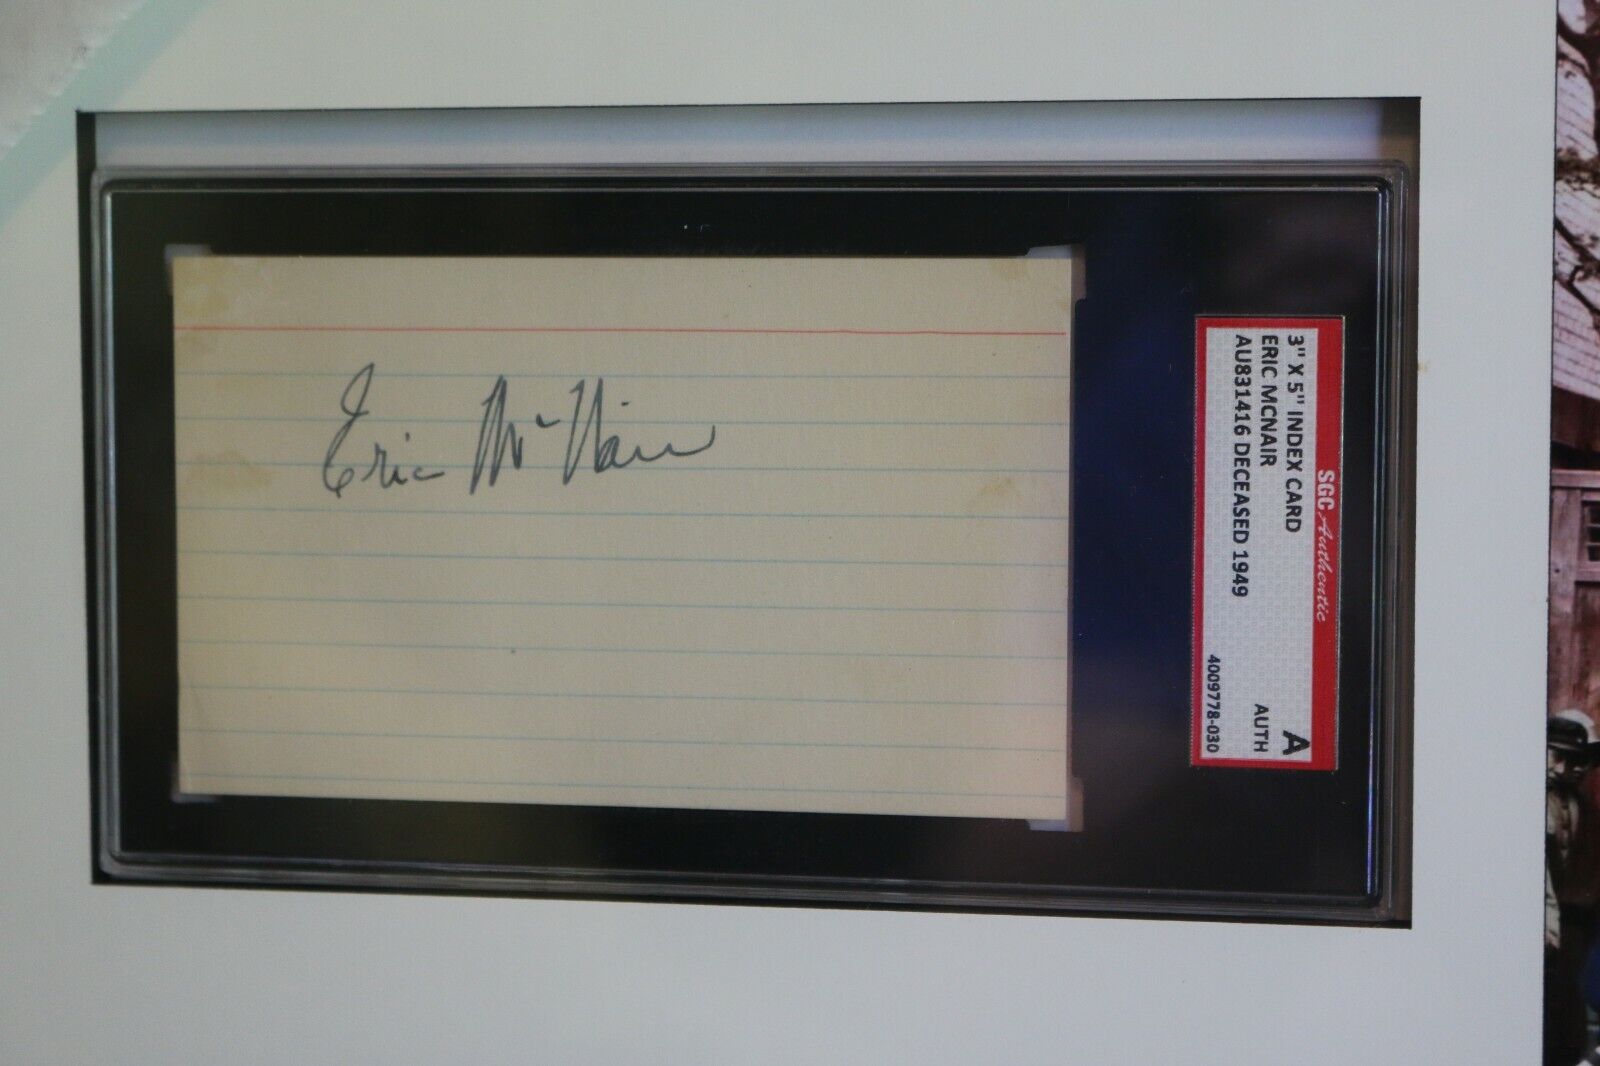 Eric McNair
SGC Authentic
3" X 5" INDEX CARD
ERIC MCNAIR
AU831416 DECEASED 1949
A
AUTH
4009778-030